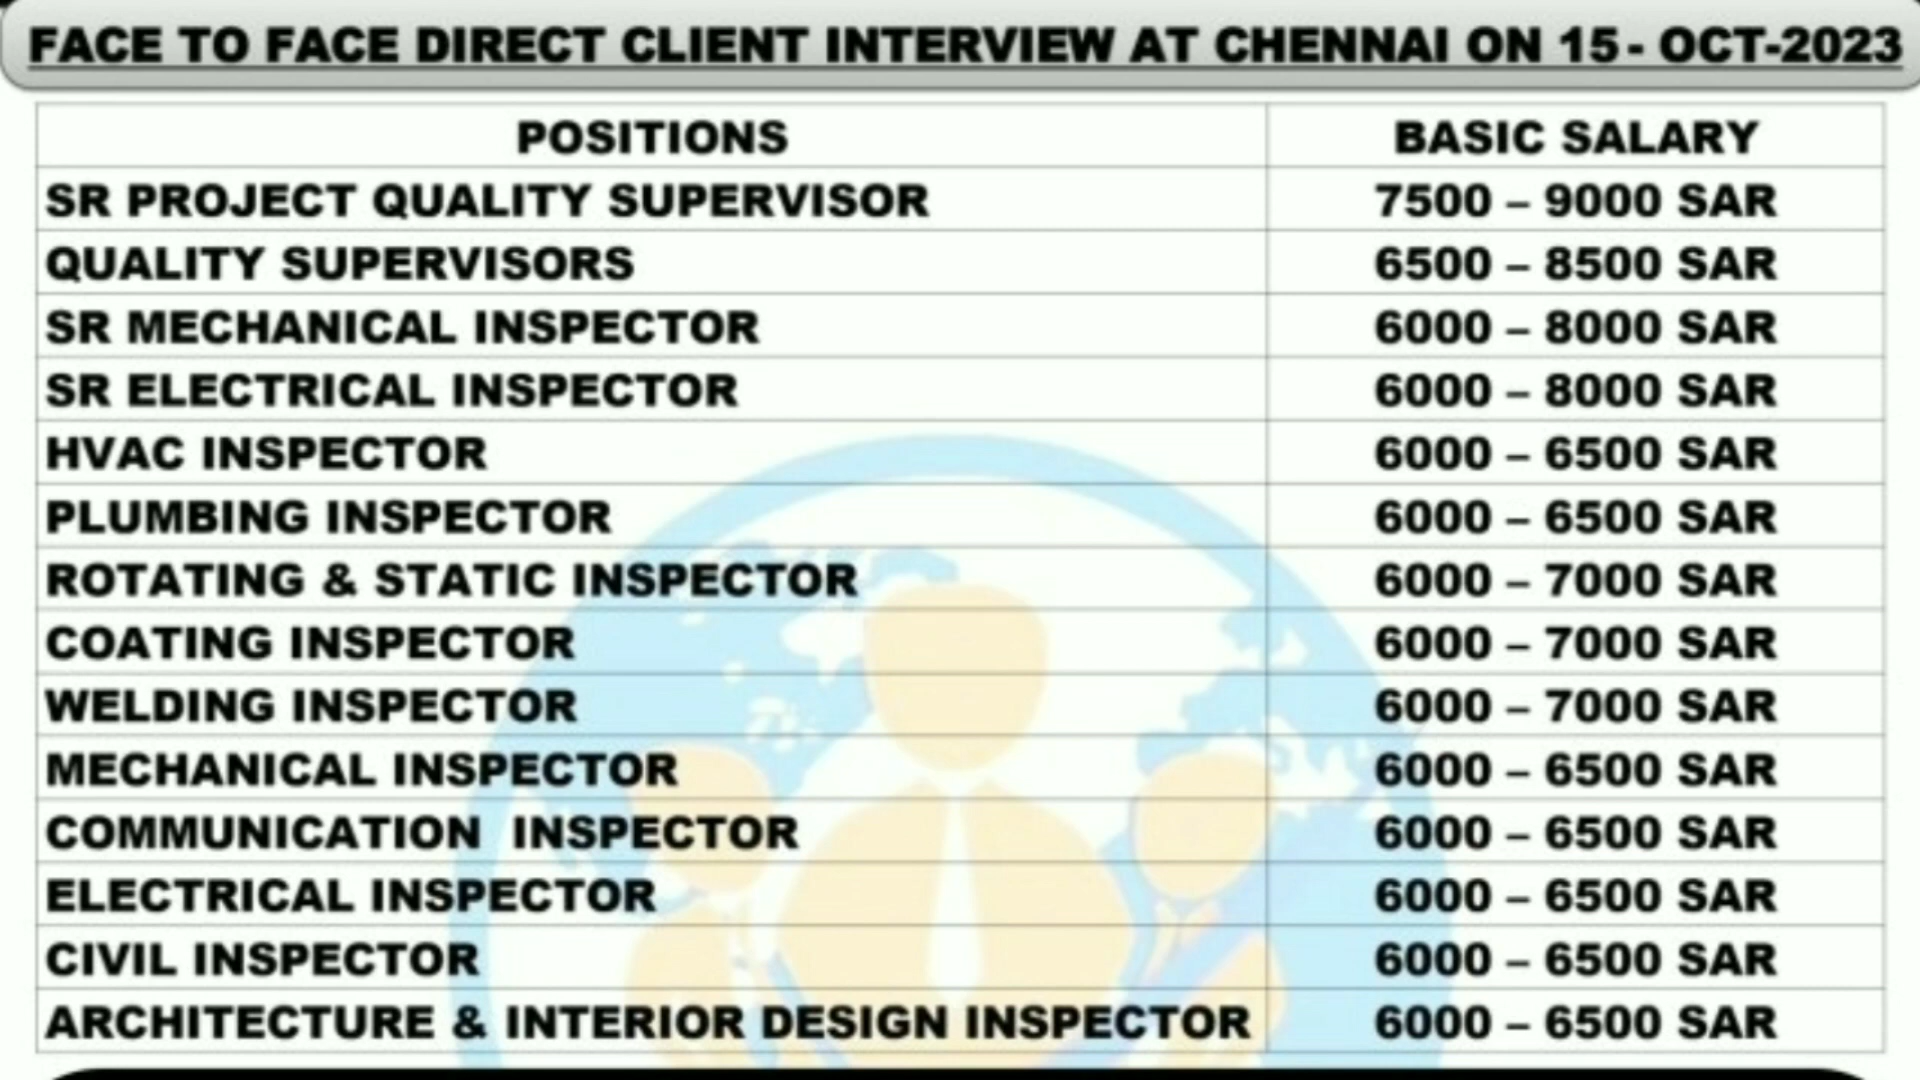 FACE TO FACE DIRECT CLIENT INTERVIEW AT CHENNAI ON 15- OCT-2023
POSITIONS BASIC SALARY
SR PROJECT QUALITY SUPERVISOR 7500 – 9000 SAR
QUALITY SUPERVISORS 6500 – 8500 SAR
SR MECHANICAL INSPECTOR 6000 – 8000 SAR
SR ELECTRICAL INSPECTOR 6000 – 8000 SAR
HVAC INSPECTOR 6000 – 6500 SAR
PLUMBING INSPECTOR 6000 – 6500 SAR
ROTATING & STATIC INSPECTOR 6000 – 7000 SAR
COATING INSPECTOR 6000 – 7000 SAR
WELDING INSPECTOR 6000 – 7000 SAR
MECHANICAL INSPECTOR 6000 – 6500 SAR
COMMUNICATION INSPECTOR 6000 – 6500 SAR
ELECTRICAL INSPECTOR 6000 – 6500 SAR
CIVIL INSPECTOR 6000 – 6500 SAR
ARCHITECTURE & INTERIOR DESIGN INSPECTOR 6000 – 6500 SAR